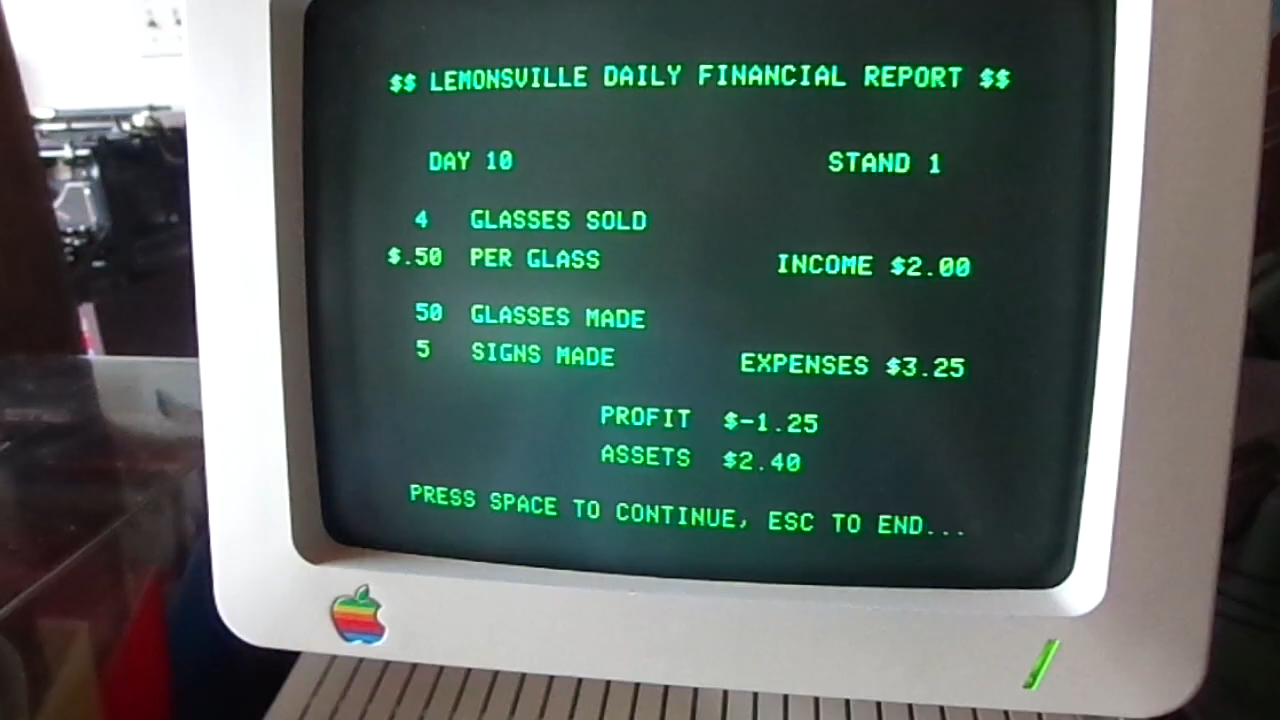 $$ LEMONSVILLE DAILY FINANCIAL REPORT $$
DAY 10 STAND 1
4 GLASSES SOLD
$.50 PER GLASS INCOME $2.00
50 GLASSES MADE
5 SIGNS MADE EXPENSES $3.25
PROFIT $-1.25
ASSETS $2.40
PRESS SPACE TO CONTINUE, ESC TO END...